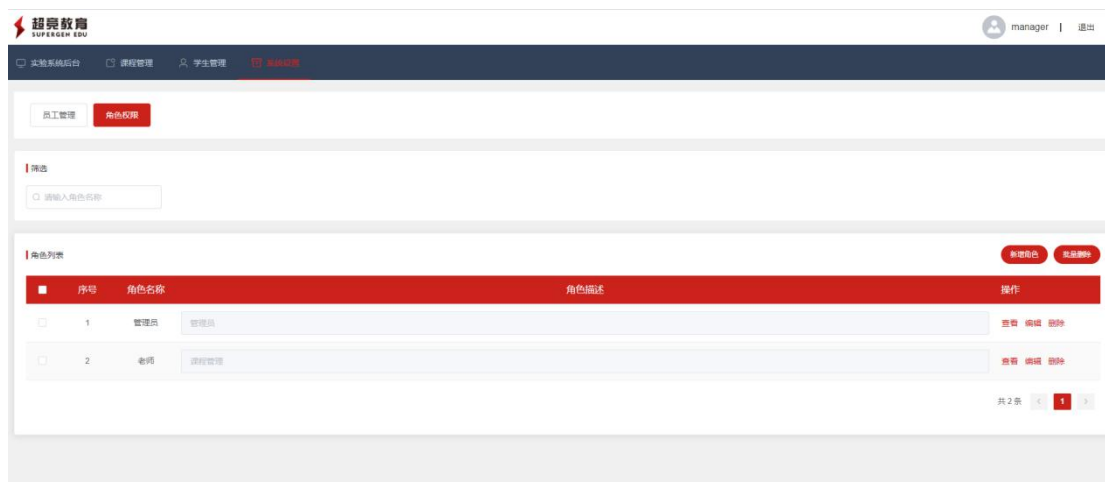 超亮教育
SUPERGEM EDU
manager | 退出
实验系统后台 课程管理 学生管理
员工管理 角色权限
筛选
请输入角色名称
角色列表 新增角色 批量删除
序号 角色名称 角色描述 操作
1 管理员 管理员 查看 编辑 删除
2 老师 课程管理 查看 编辑 删除
共 2 条 < 1 >